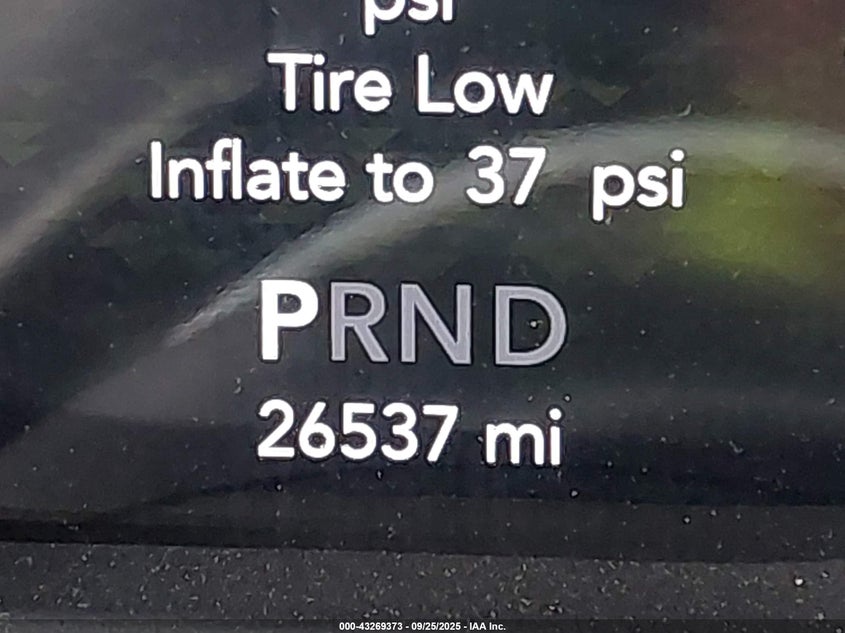 psi
Tire Low
Inflate to 37 psi
PRND
26537 mi
000-43269373 - 09/25/2025 - IAA Inc.